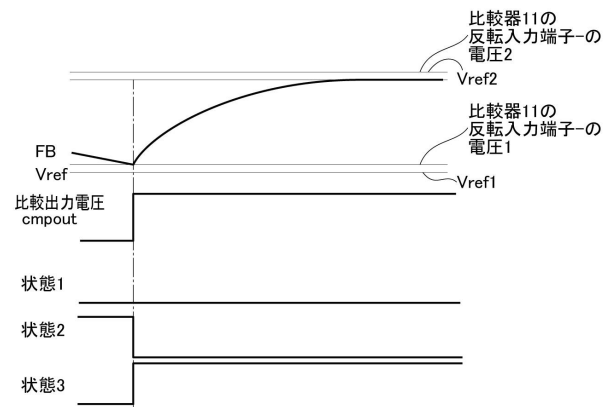 比較器11の
反転入力端子-の
電圧2
Vref2
比較器11の
反転入力端子-の
電圧1
FB
Vref
Vref1
比較出力電圧
cmpout
状態1
状態2
状態3